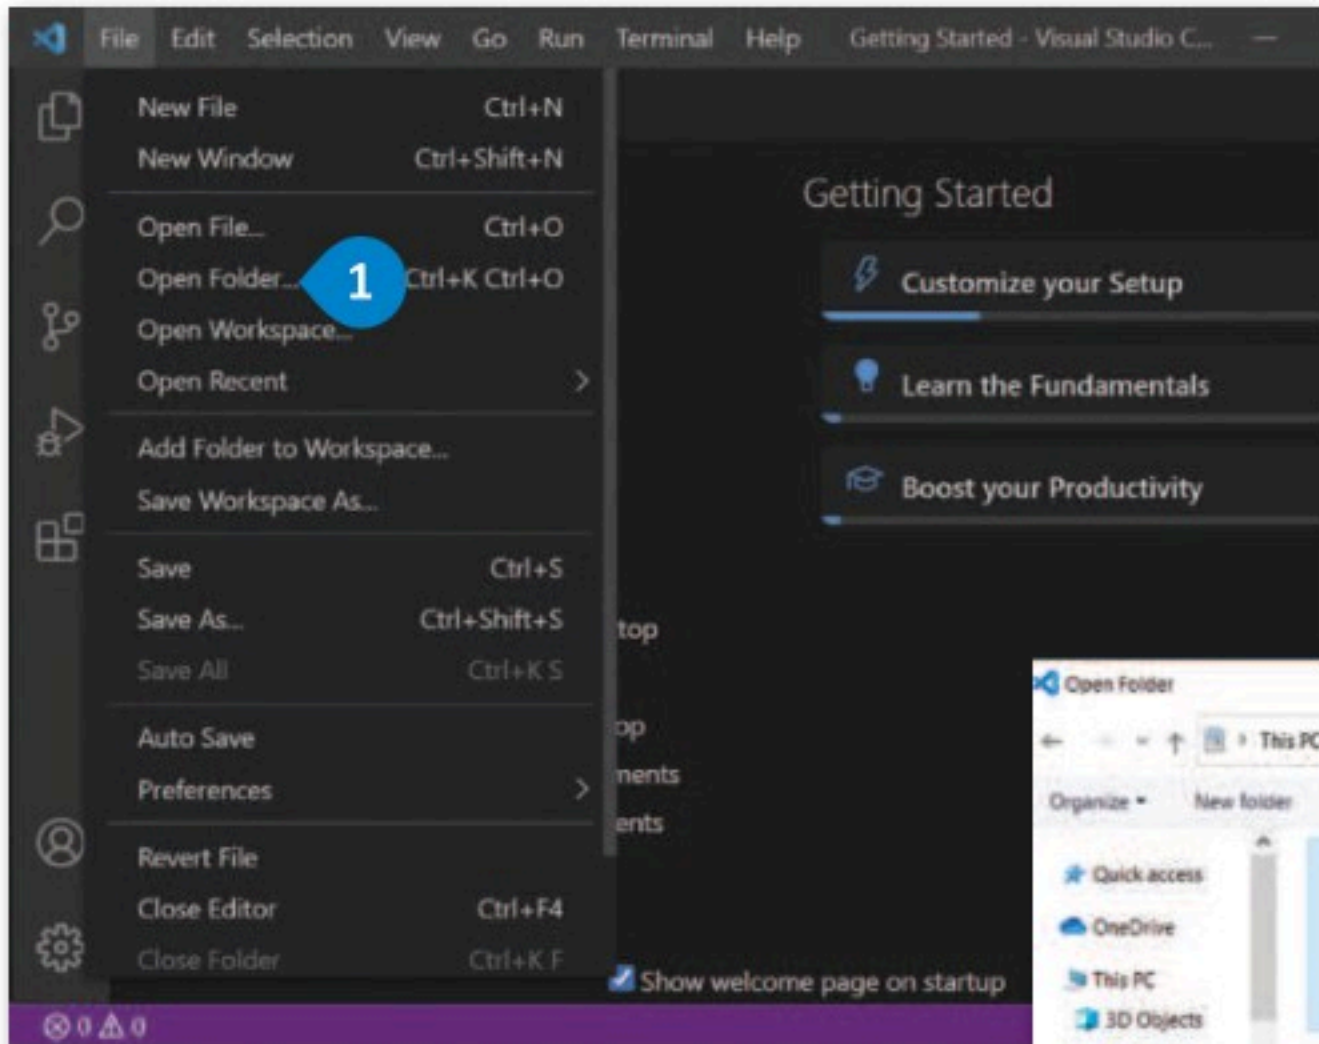 File Edit Selection View Go Run Terminal Help Getting Started - Visual Studio C...
New File Ctrl+N
New Window Ctrl+Shift+N
Open File... Ctrl+O
Open Folder... 1 Ctrl+K Ctrl+O
Open Workspace...
Open Recent
Add Folder to Workspace...
Save Workspace As...
Save Ctrl+S
Save As... Ctrl+Shift+S
Save All Ctrl+K S
Auto Save
Preferences
Revert File
Close Editor Ctrl+F4
Close Folder Ctrl+K F
Getting Started
Customize your Setup
Learn the Fundamentals
Boost your Productivity
top
op
ments
ents
Show welcome page on startup
0 0
Open Folder
This PC
Organize New folder
Quick access
OneDrive
This PC
3D Objects